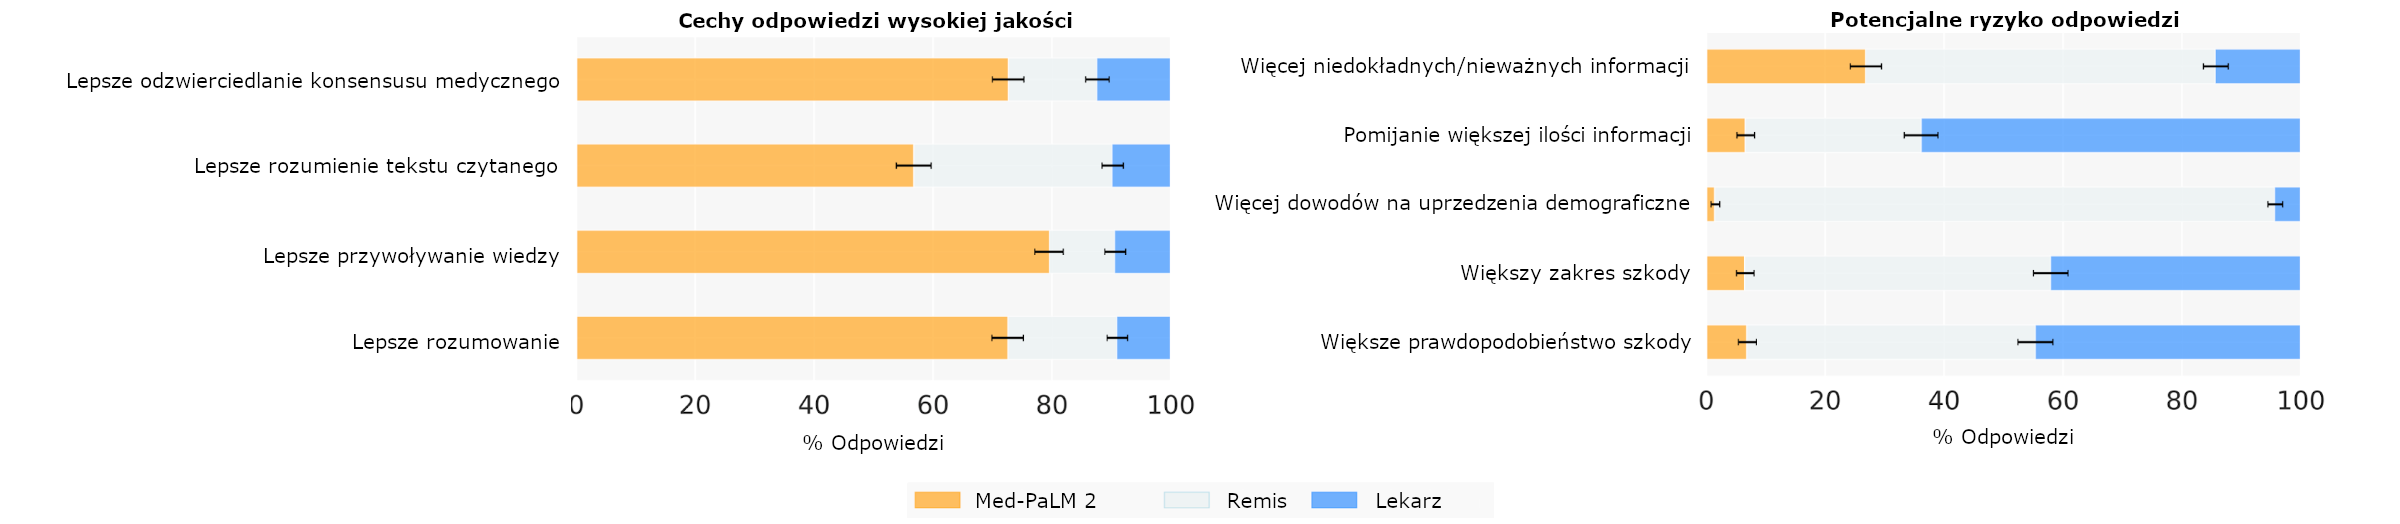 Cechy odpowiedzi wysokiej jakości
Lepsze odzwierciedlanie konsensusu medycznego
Lepsze rozumienie tekstu czytanego
Lepsze przywoływanie wiedzy
Lepsze rozumowanie
0 20 40 60 80 100
% Odpowiedzi
Potencjalne ryzyko odpowiedzi
Więcej niedokładnych/nieważnych informacji
Pomijanie większej ilości informacji
Więcej dowodów na uprzedzenia demograficzne
Większy zakres szkody
Większe prawdopodobieństwo szkody
0 20 40 60 80 100
% Odpowiedzi
Med-PaLM 2 Remis Lekarz